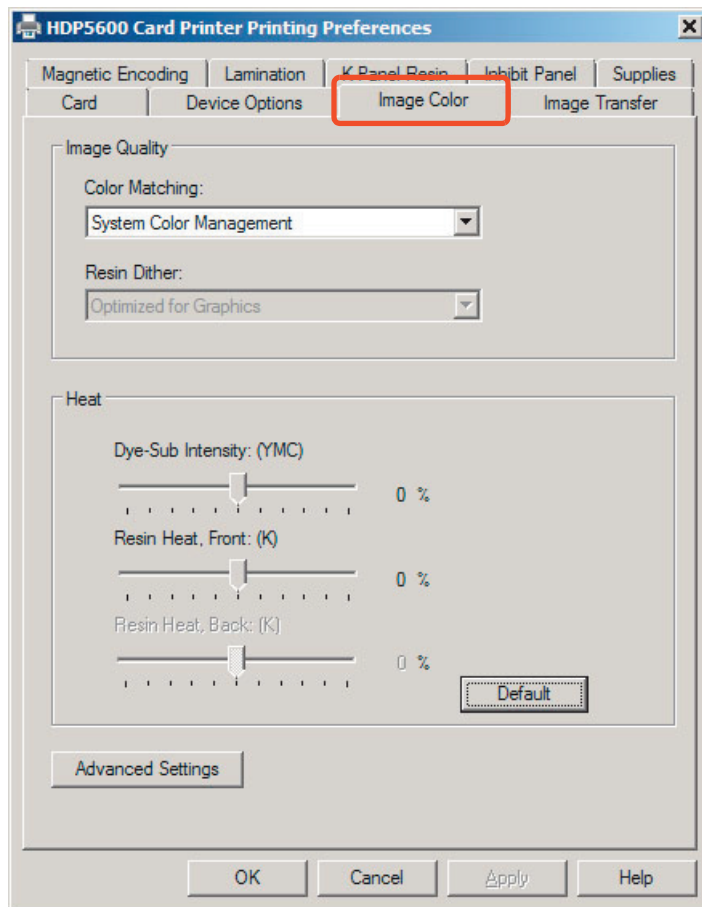 HDP5600 Card Printer Printing Preferences
Magnetic Encoding Lamination K Panel Resin Inhibit Panel Supplies
Card Device Options Image Color Image Transfer
Image Quality
Color Matching:
System Color Management
Resin Dither:
Optimized for Graphics
Heat
Dye-Sub Intensity: (YMC)
0 %
Resin Heat, Front: (K)
0 %
Resin Heat, Back: (K)
0 %
Default
Advanced Settings
OK Cancel Apply Help